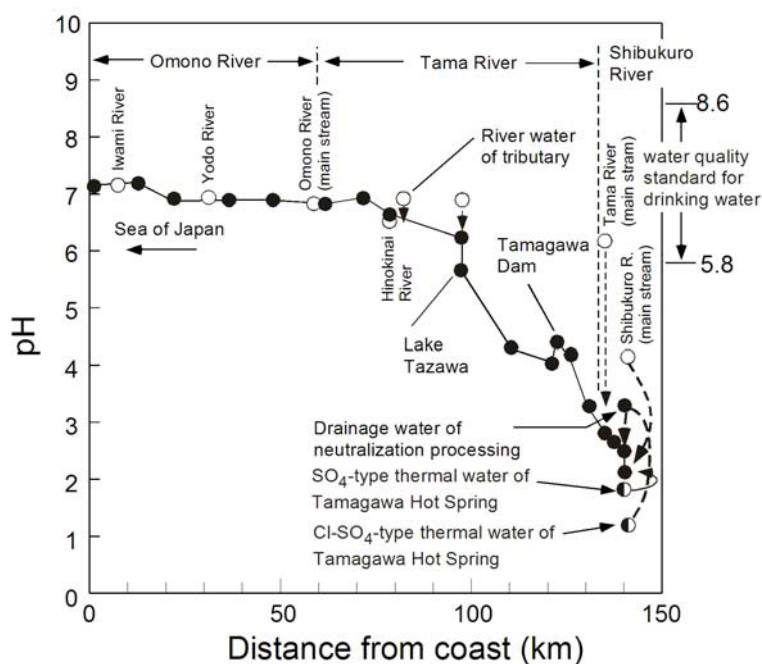 10
9
8
7
6
5
4
3
2
1
0
pH
0
50
100
150
Distance from coast (km)
Omono River
Tama River
Shibukuro
River
Iwami River
Yodo River
Omono River
(main stream)
River water
of tributary
Tama River
(main stram)
8.6
water quality
standard for
drinking water
5.8
Sea of Japan
Hinokinai
River
Tamagawa
Dam
Shibukuro R.
(main stream)
Lake
Tazawa
Drainage water of
neutralization processing
SO4-type thermal water of
Tamagawa Hot Spring
Cl-SO4-type thermal water of
Tamagawa Hot Spring